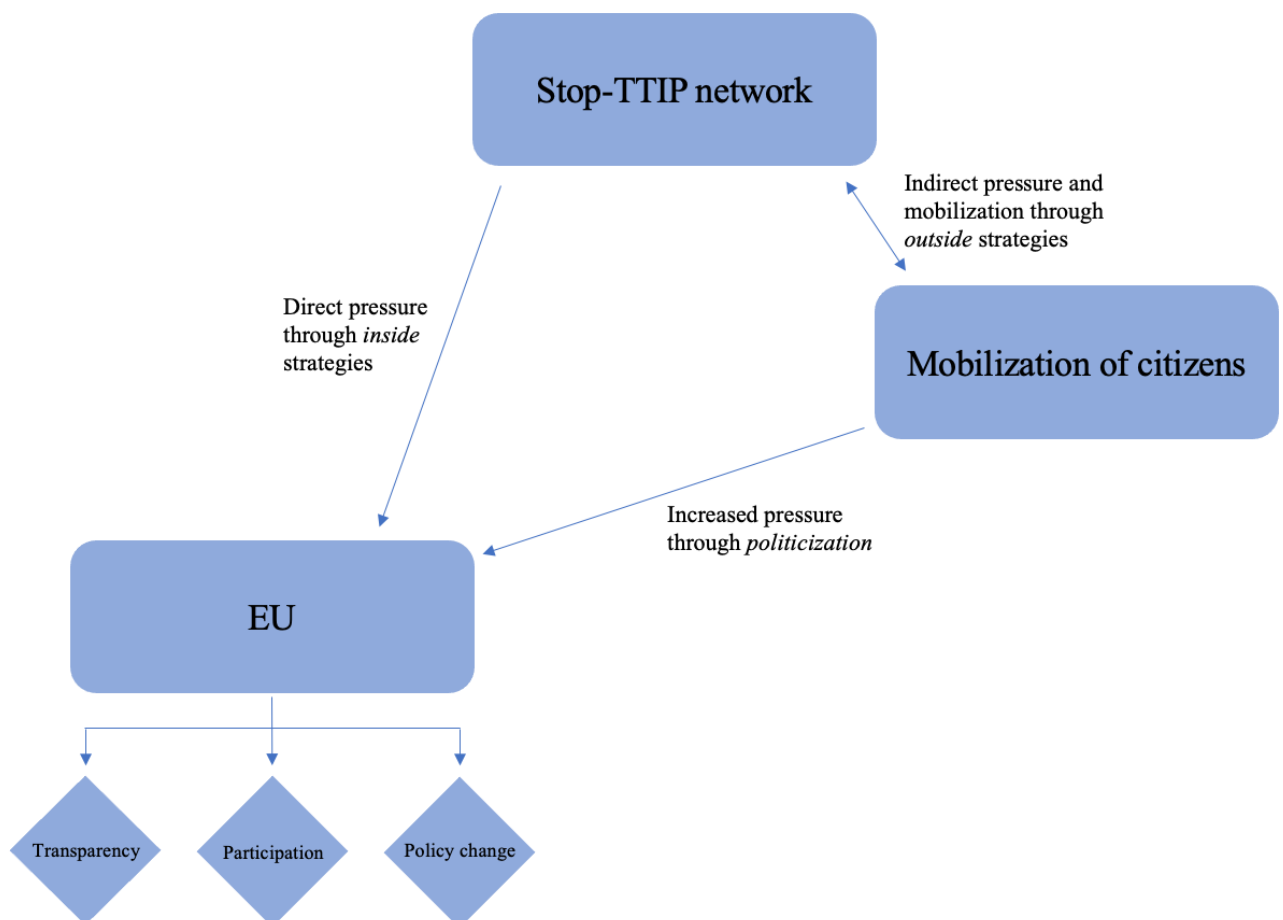 Stop-TTIP network
Indirect pressure and
mobilization through
outside strategies
Direct pressure
through inside
strategies
Mobilization of citizens
Increased pressure
through politicization
EU
Transparency
Participation
Policy change